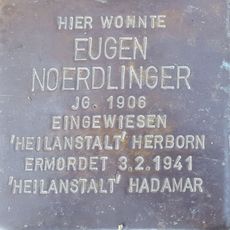 HIER WOHNTE
EUGEN
NOERDLINGER
JG. 1906
EINGEWIESEN
'HEILANSTALT' HERBORN
ERMORDET 3.2.1941
'HEILANSTALT' HADAMAR